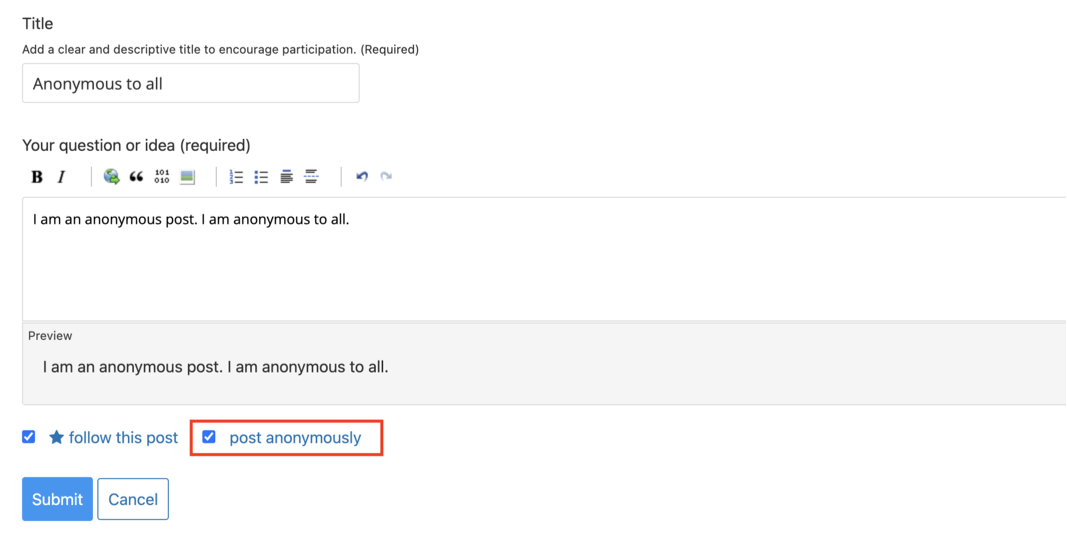 Title
Add a clear and descriptive title to encourage participation. (Required)
Anonymous to all
Your question or idea (required)
B I 101 010
I am an anonymous post. I am anonymous to all.
Preview
I am an anonymous post. I am anonymous to all.
follow this post post anonymously
Submit Cancel